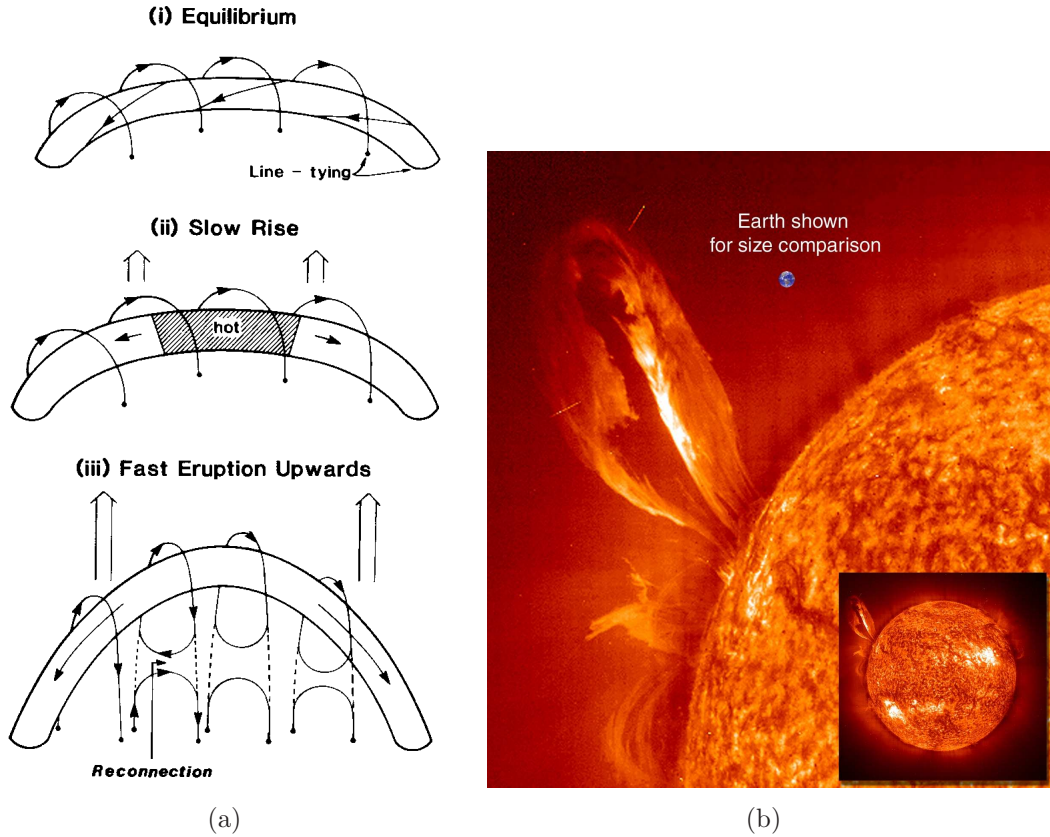 (i) Equilibrium
Line - tying
(ii) Slow Rise
hot
(iii) Fast Eruption Upwards
Reconnection
(a)
Earth shown
for size comparison
(b)